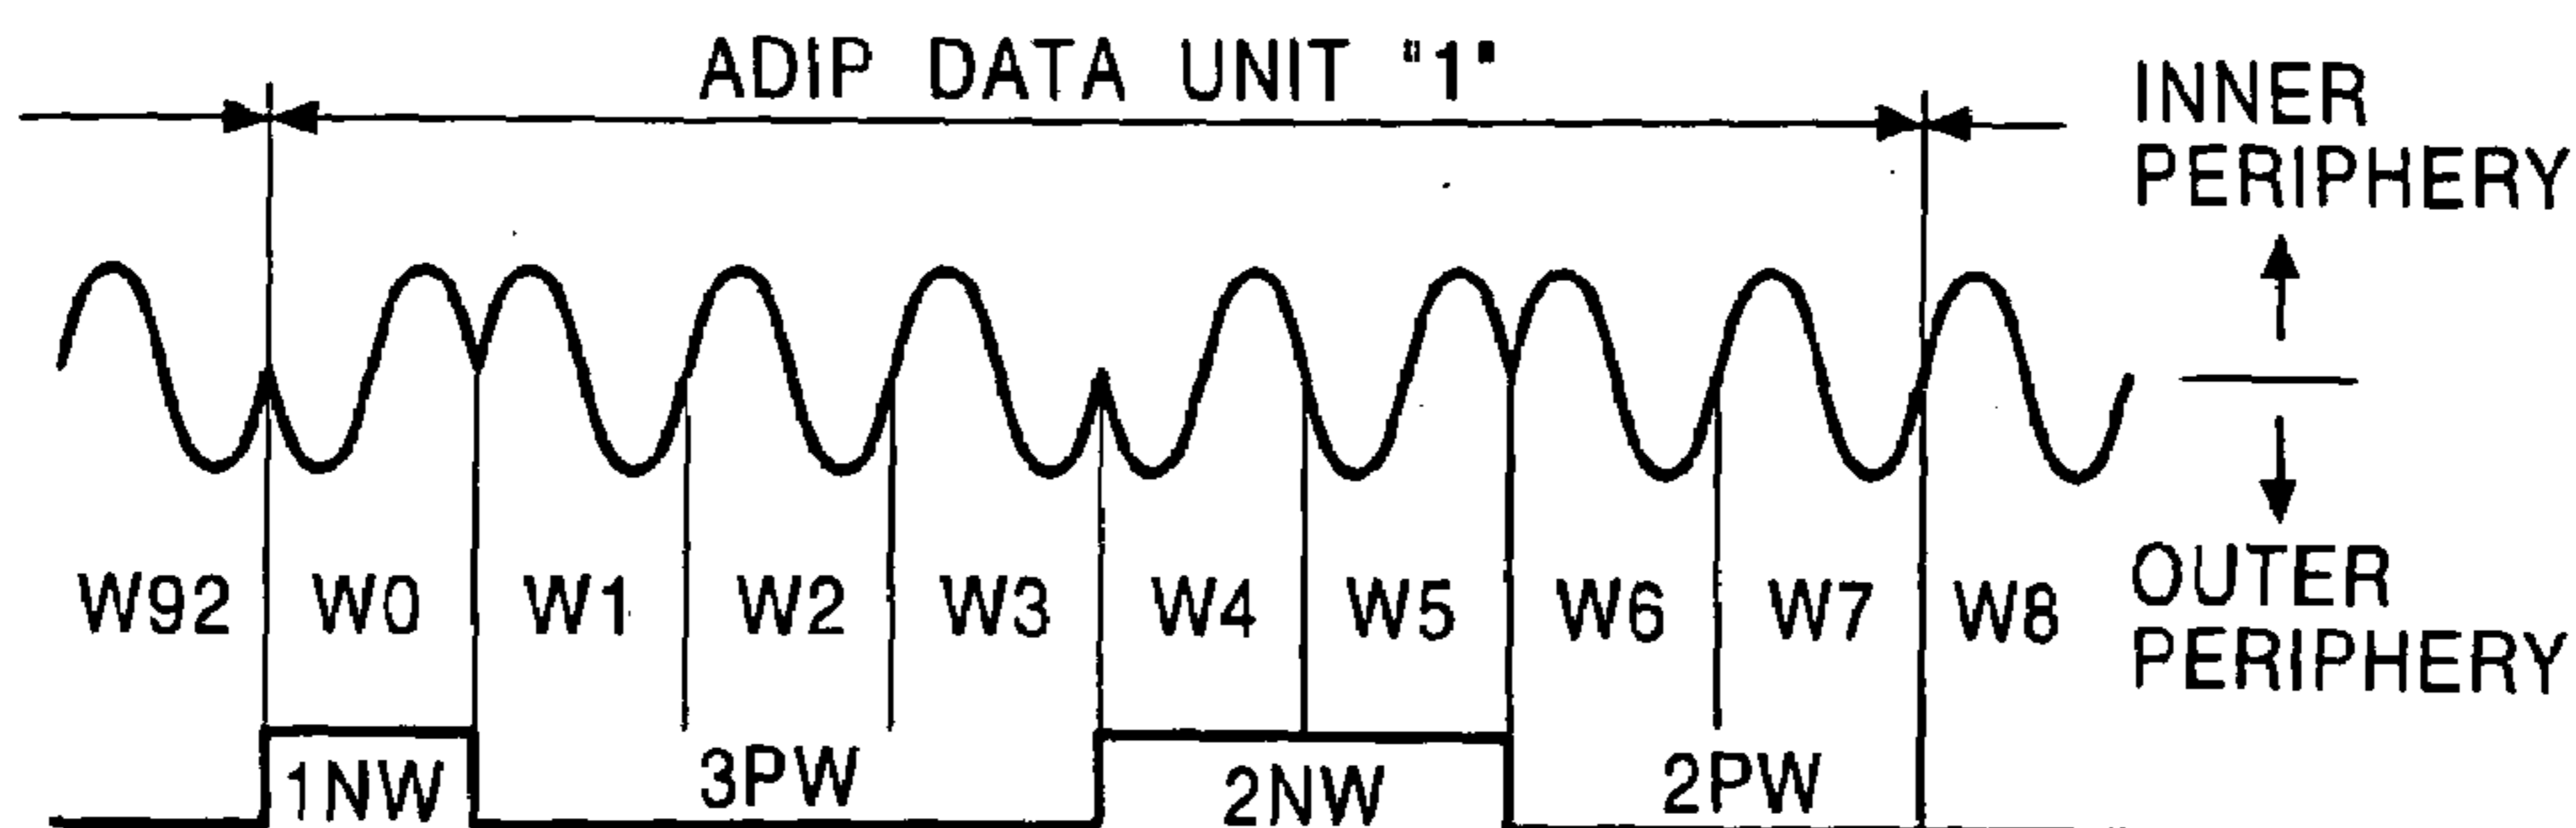 ADIP DATA UNIT "1"
INNER
PERIPHERY
OUTER
PERIPHERY
W92 W0 W1 W2 W3 W4 W5 W6 W7 W8
1NW 3PW 2NW 2PW